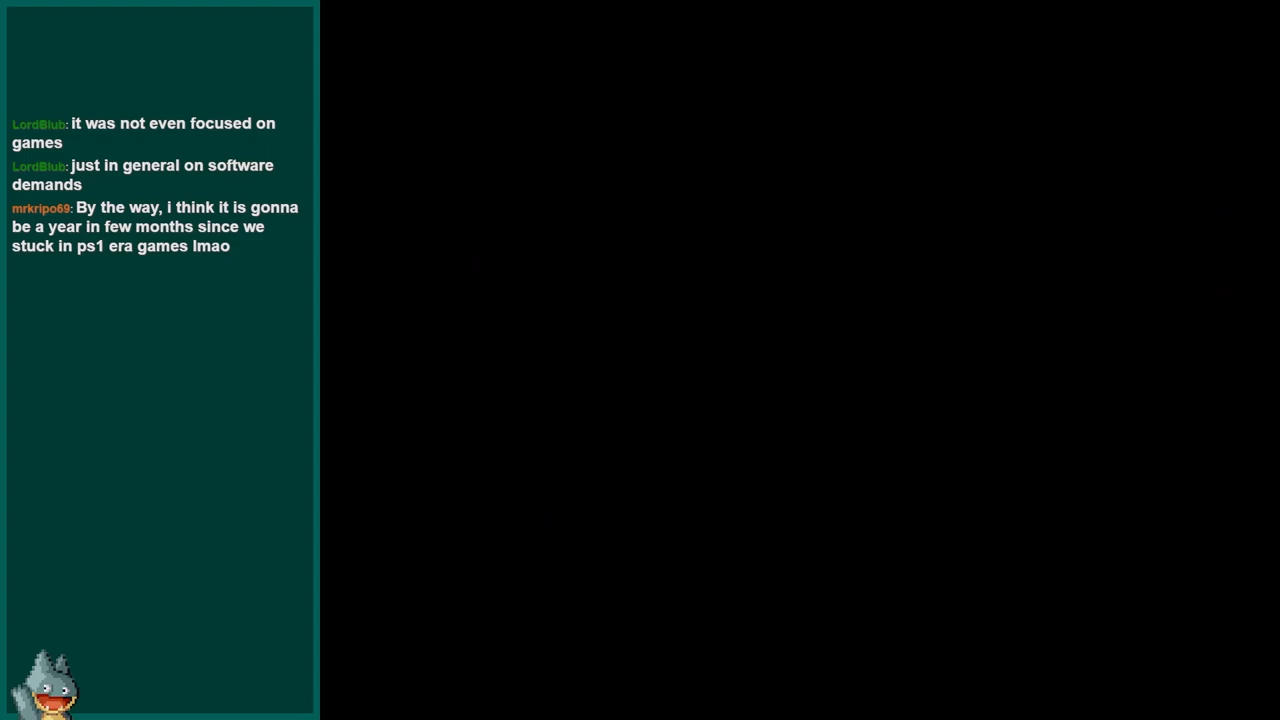 LordBlub: it was not even focused on
games
LordBlub: just in general on software
demands
mrkripo69: By the way, i think it is gonna
be a year in few months since we
stuck in ps1 era games lmao